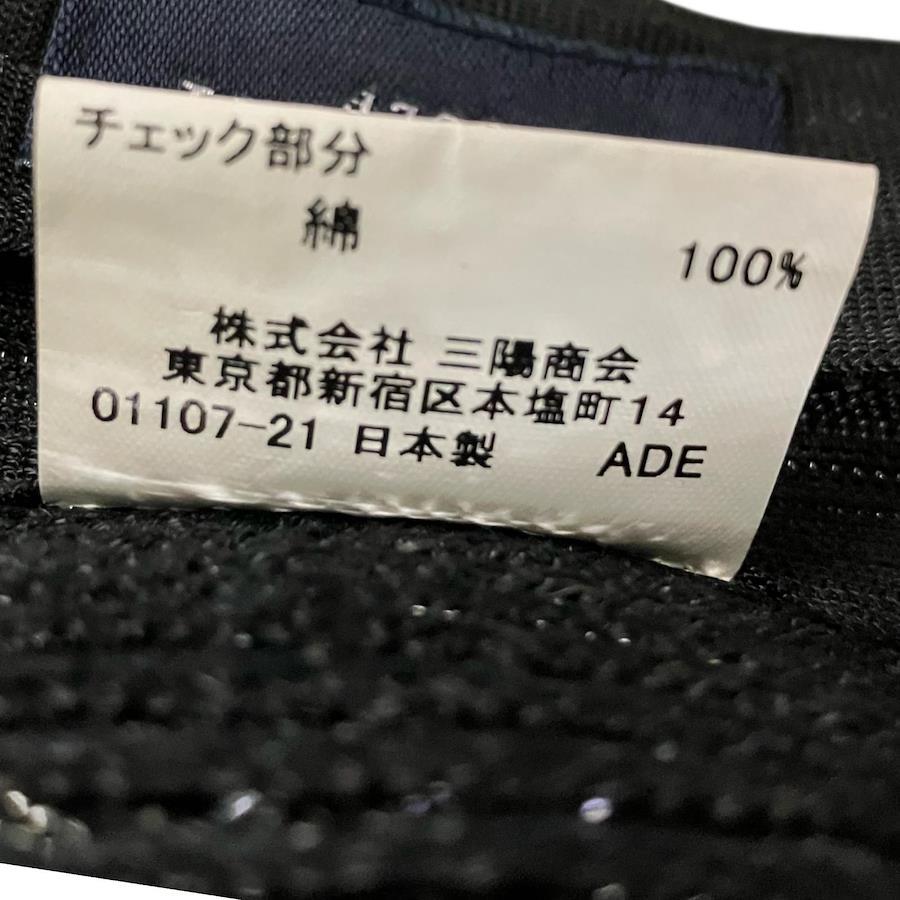 チェック部分
綿 100%
株式会社 三陽商会
東京都新宿区本塩町14
01107-21 日本製 ADE